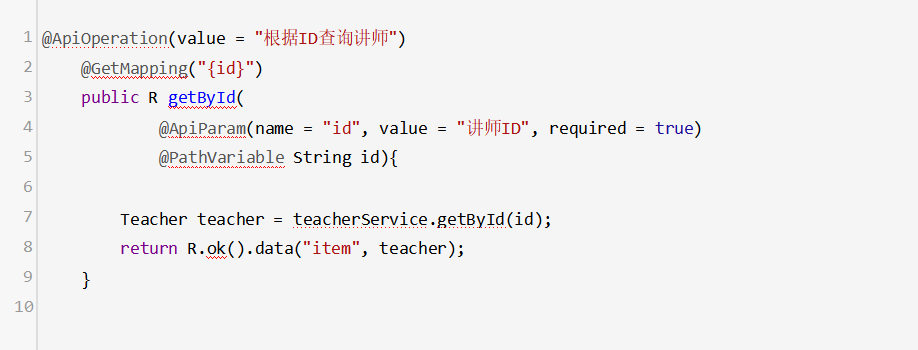 1 @ApiOperation(value = "根据ID查询讲师")
2     @GetMapping("{id}")
3     public R getById(
4             @ApiParam(name = "id", value = "讲师ID", required = true)
5             @PathVariable String id){
6
7         Teacher teacher = teacherService.getById(id);
8         return R.ok().data("item", teacher);
9     }
10